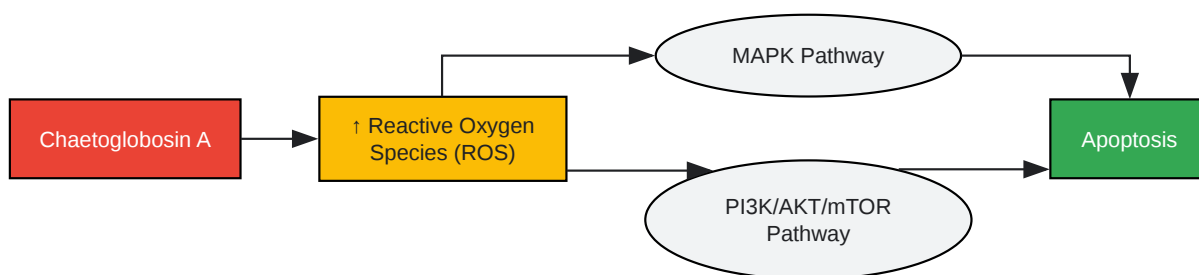 MAPK Pathway
Chaetoglobosin A
↑ Reactive Oxygen
Species (ROS)
Apoptosis
PI3K/AKT/mTOR
Pathway